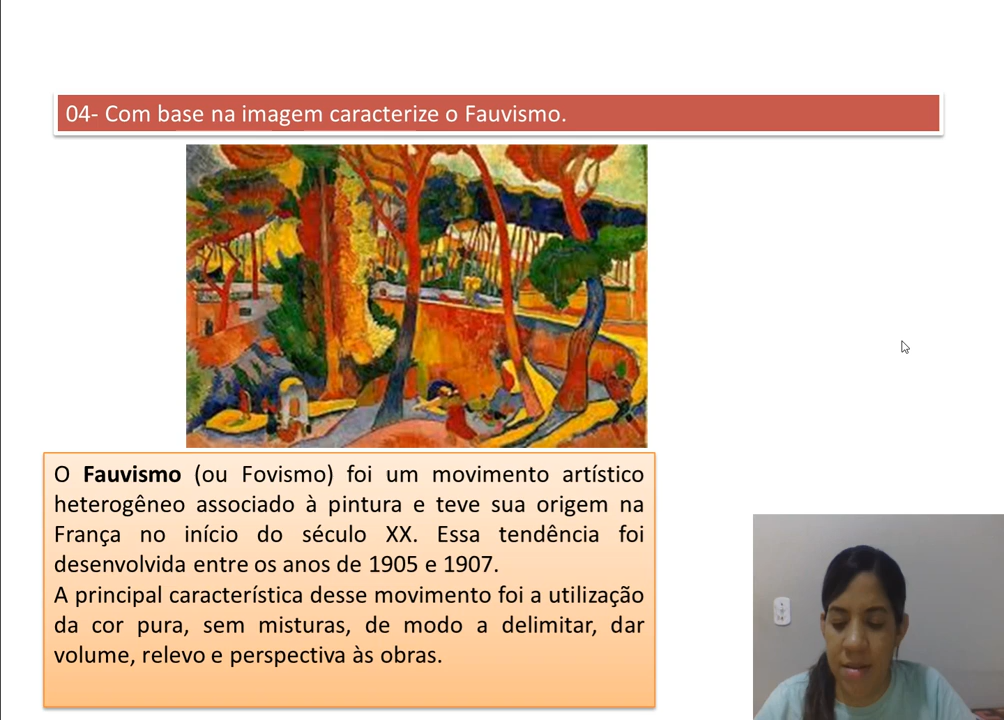 04- Com base na imagem caracterize o Fauvismo.
O Fauvismo (ou Fovismo) foi um movimento artístico
heterogêneo associado à pintura e teve sua origem na
França no início do século XX. Essa tendência foi
desenvolvida entre os anos de 1905 e 1907.
A principal característica desse movimento foi a utilização
da cor pura, sem misturas, de modo a delimitar, dar
volume, relevo e perspectiva às obras.